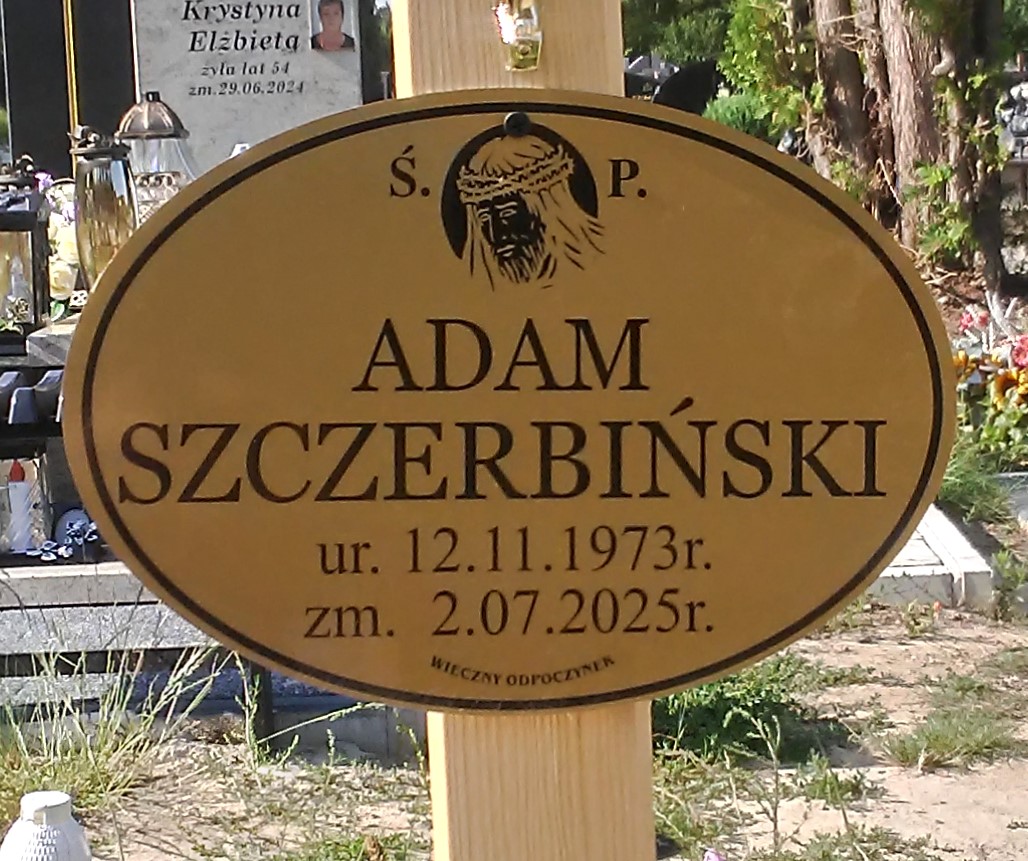 Krystyna
Elżbieta
żyła lat 54
zm.29.06.2024
Ś. P.
ADAM
SZCZERBIŃSKI
ur. 12.11.1973r.
zm. 2.07.2025r.
WIECZNY ODPOCZYNEK